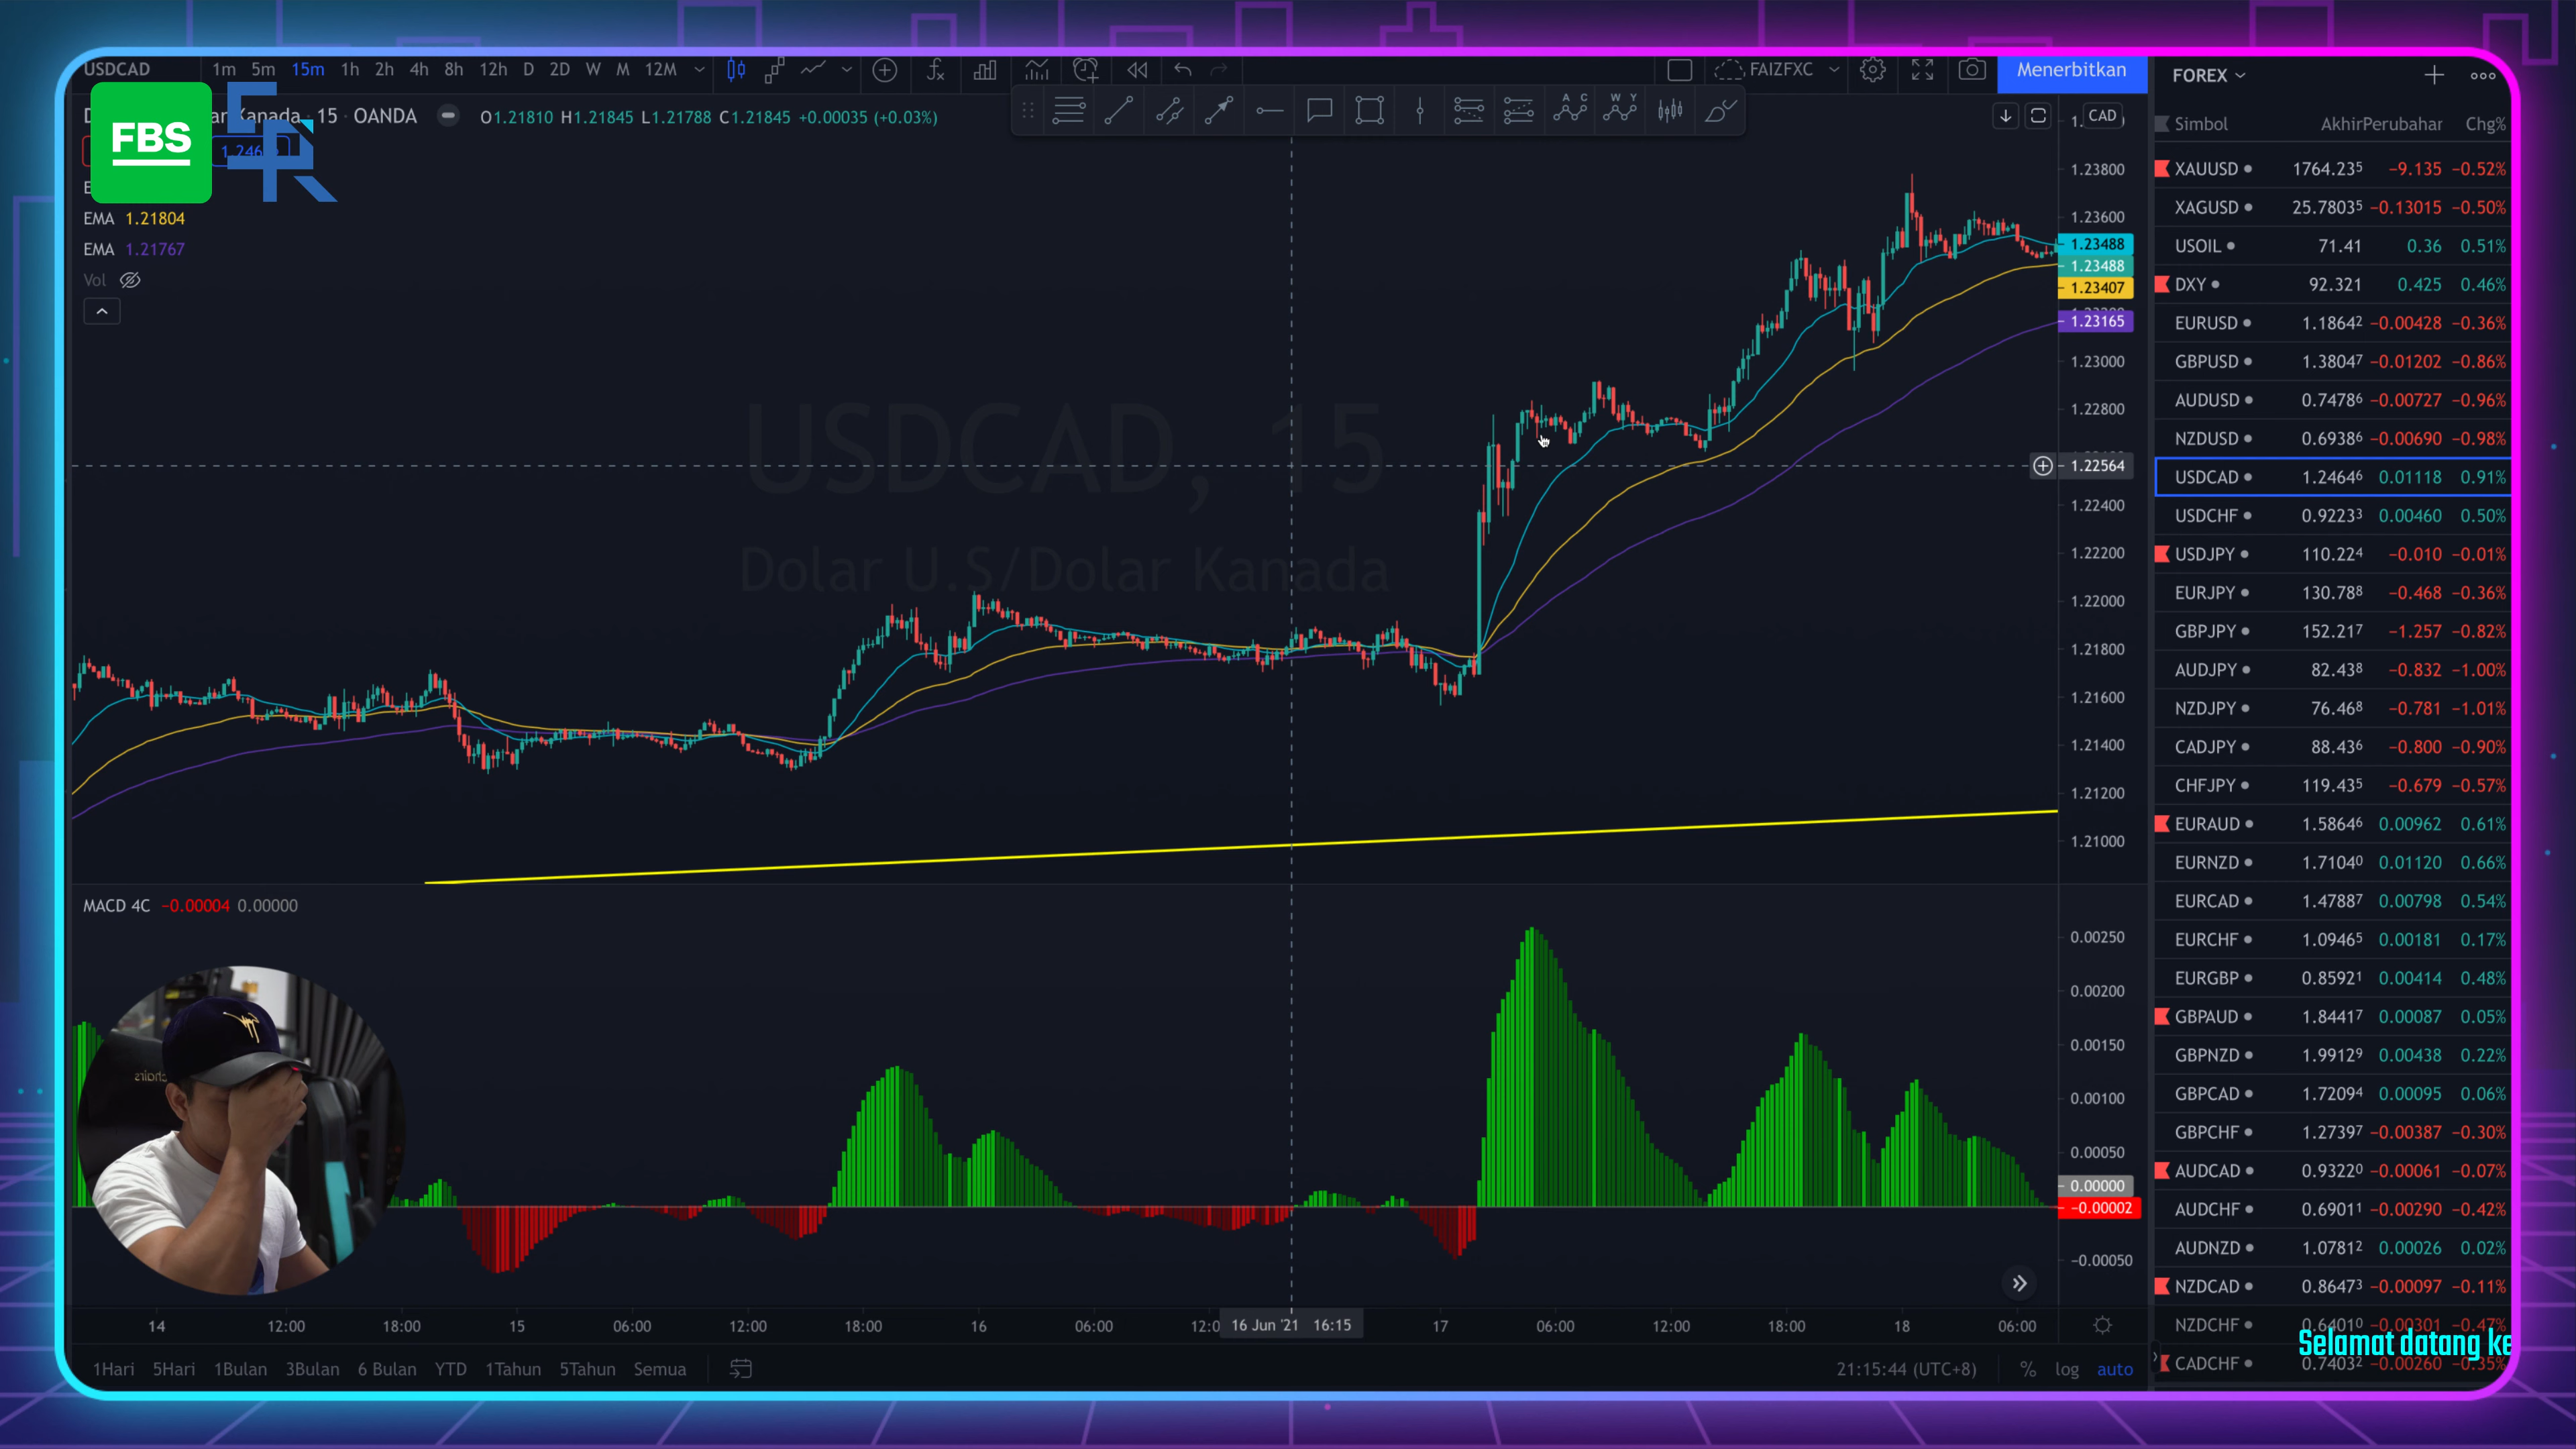 USDCAD 1m 5m 15m 1h 2h 4h 8h 12h D 2D W M 12M FAIZFXC Menerbitkan
ar Kanada · 15 · OANDA O1.21810 H1.21845 L1.21788 C1.21845 +0.00035 (+0.03%)
FBS
EMA 1.21804
EMA 1.21767
Vol
USDCAD, 15
Dolar U.S/Dolar Kanada
CAD
1.23800
1.23600
1.23488
1.23488
1.23407
1.23165
1.23000
1.22800
1.22564
1.22400
1.22200
1.22000
1.21800
1.21600
1.21400
1.21200
1.21000
MACD 4C -0.00004 0.00000
0.00250
0.00200
0.00150
0.00100
0.00050
0.00000
-0.00002
-0.00050
14 12:00 18:00 15 06:00 12:00 18:00 16 06:00 12:0 16 Jun '21 16:15 17 06:00 12:00 18:00 18 06:00
1Hari 5Hari 1Bulan 3Bulan 6 Bulan YTD 1Tahun 5Tahun Semua 21:15:44 (UTC+8) % log auto
FOREX
Simbol Akhir Perubahar Chg%
XAUUSD 1764.235 -9.135 -0.52%
XAGUSD 25.78035 -0.13015 -0.50%
USOIL 71.41 0.36 0.51%
DXY 92.321 0.425 0.46%
EURUSD 1.18642 -0.00428 -0.36%
GBPUSD 1.38047 -0.01202 -0.86%
AUDUSD 0.74786 -0.00727 -0.96%
NZDUSD 0.69386 -0.00690 -0.98%
USDCAD 1.24646 0.01118 0.91%
USDCHF 0.92233 0.00460 0.50%
USDJPY 110.224 -0.010 -0.01%
EURJPY 130.788 -0.468 -0.36%
GBPJPY 152.217 -1.257 -0.82%
AUDJPY 82.438 -0.832 -1.00%
NZDJPY 76.468 -0.781 -1.01%
CADJPY 88.436 -0.800 -0.90%
CHFJPY 119.435 -0.679 -0.57%
EURAUD 1.58646 0.00962 0.61%
EURNZD 1.71040 0.01120 0.66%
EURCAD 1.47887 0.00798 0.54%
EURCHF 1.09465 0.00181 0.17%
EURGBP 0.85921 0.00414 0.48%
GBPAUD 1.84417 0.00087 0.05%
GBPNZD 1.99129 0.00438 0.22%
GBPCAD 1.72094 0.00095 0.06%
GBPCHF 1.27397 -0.00387 -0.30%
AUDCAD 0.93220 -0.00061 -0.07%
AUDCHF 0.69011 -0.00290 -0.42%
AUDNZD 1.07812 0.00026 0.02%
NZDCAD 0.86473 -0.00097 -0.11%
NZDCHF 0.64010 -0.00301 -0.47%
Selamat datang ke
CADCHF 0.74032 -0.00260 -0.35%